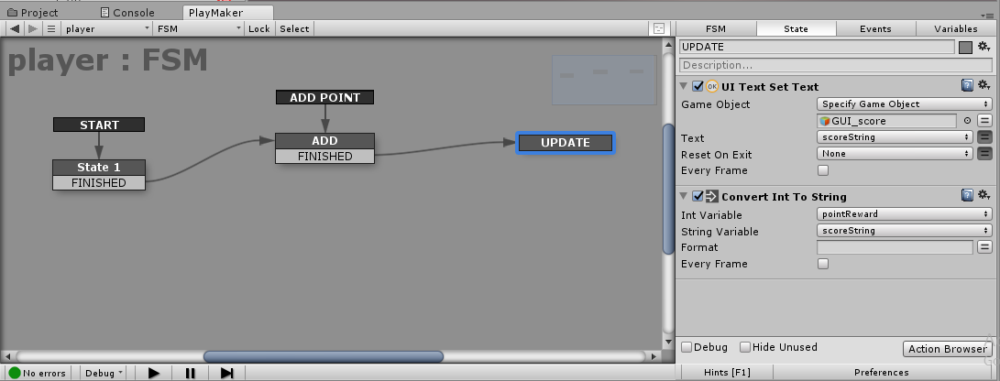 Project
Console
PlayMaker
player
FSM
Lock
Select
player : FSM
START
State 1
FINISHED
ADD POINT
ADD
FINISHED
UPDATE
No errors
Debug
FSM
State
Events
Variables
UPDATE
Description...
OK
UI Text Set Text
Game Object
Specify Game Object
GUI_score
Text
scoreString
Reset On Exit
None
Every Frame
Convert Int To String
Int Variable
pointReward
String Variable
scoreString
Format
Every Frame
Debug
Hide Unused
Action Browser
Hints [F1]
Preferences